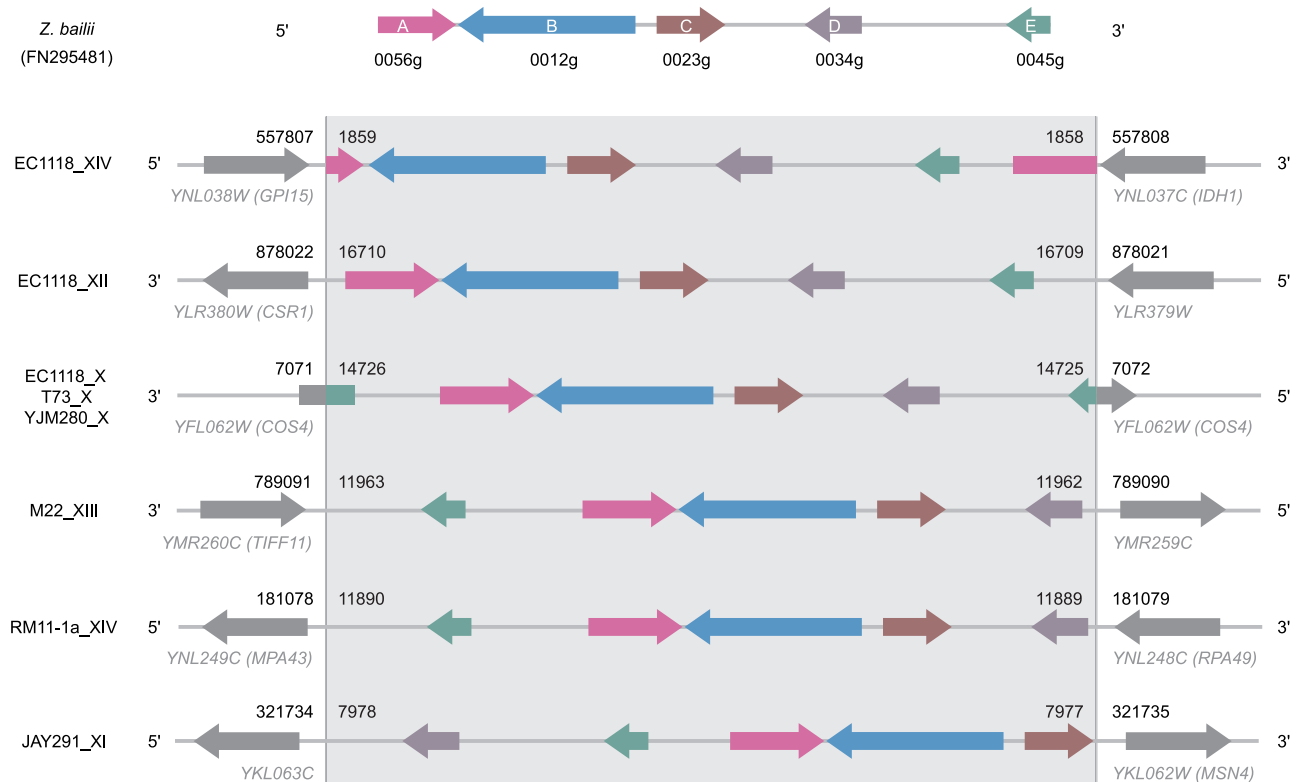 Z. bailii
(FN295481)
5'
A
B
C
D
E
3'
0056g
0012g
0023g
0034g
0045g
EC1118_XIV
5'
557807
1859
1858
557808
3'
YNL038W (GPI15)
YNL037C (IDH1)
EC1118_XII
3'
878022
16710
16709
878021
5'
YLR380W (CSR1)
YLR379W
EC1118_X
T73_X
YJM280_X
3'
7071
14726
14725
7072
5'
YFL062W (COS4)
YFL062W (COS4)
M22_XIII
3'
789091
11963
11962
789090
5'
YMR260C (TIFF11)
YMR259C
RM11-1a_XIV
5'
181078
11890
11889
181079
3'
YNL249C (MPA43)
YNL248C (RPA49)
JAY291_XI
5'
321734
7978
7977
321735
3'
YKL063C
YKL062W (MSN4)